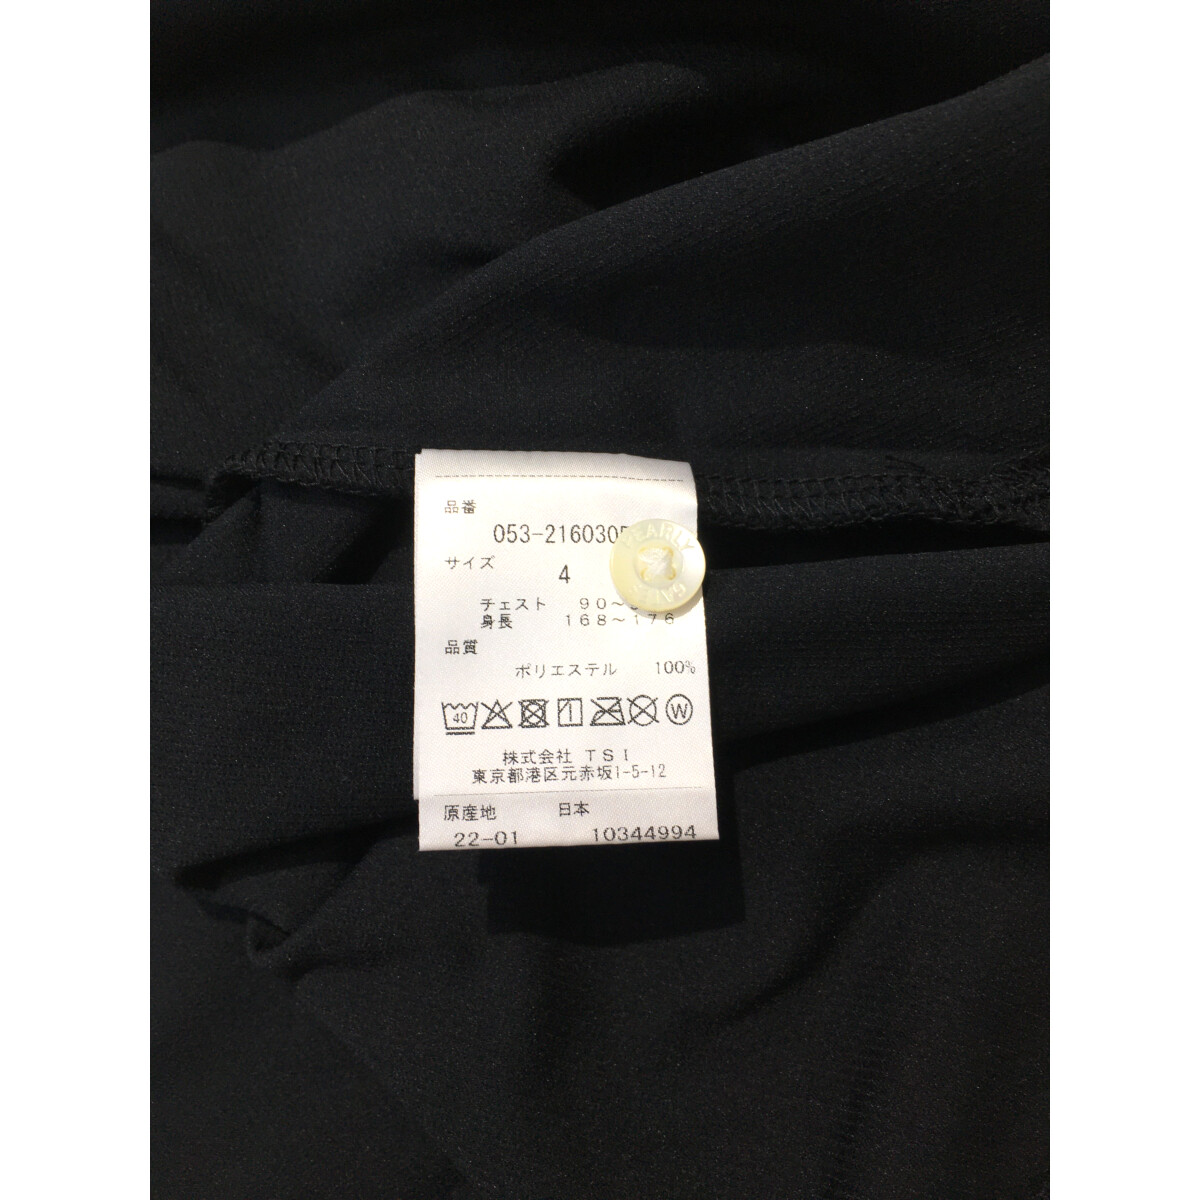 品番
053-216030
サイズ
4
PEARLY GATES
チェスト 90～
身長 168～176
品質
ポリエステル 100%
40
W
株式会社 TSI
東京都港区元赤坂1-5-12
原産地 日本
22-01 10344994